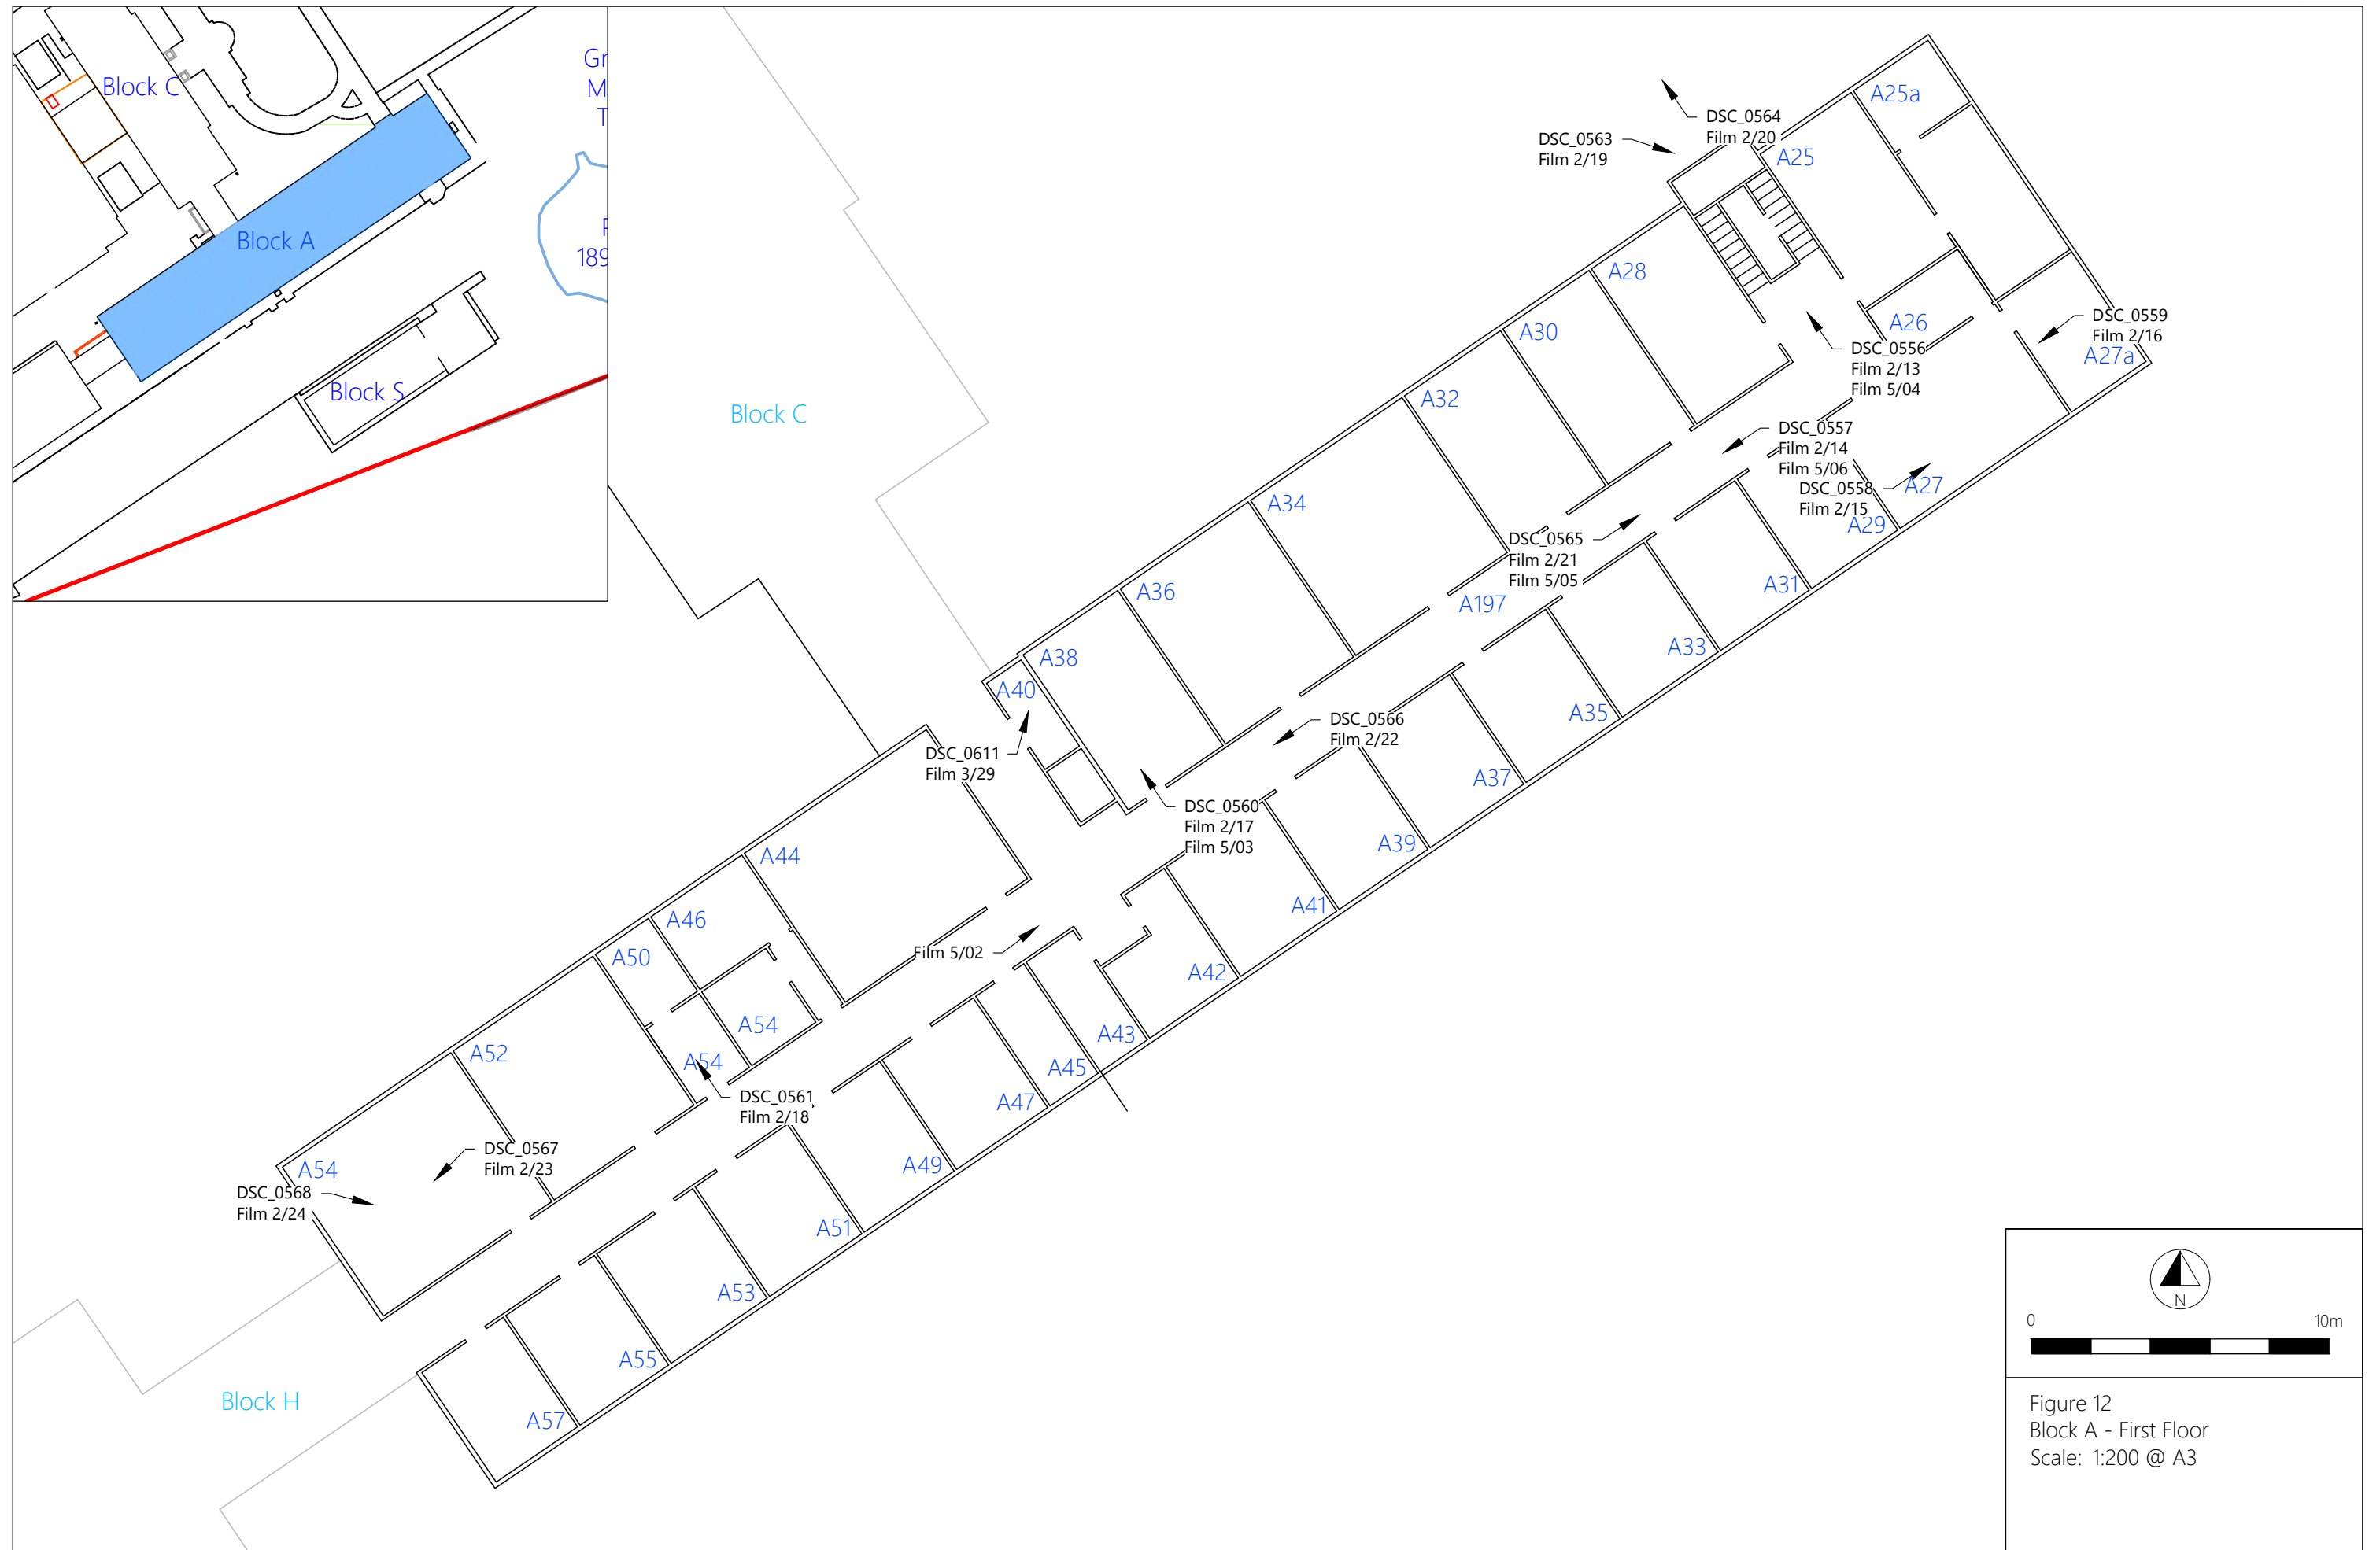 Block C
Gr
M
T
F
189
Block A
Block S
Block C
Block H
DSC_0564
Film 2/20
DSC_0563
Film 2/19
A25a
A25
A28
A26
DSC_0559
Film 2/16
A27a
DSC_0556
Film 2/13
Film 5/04
A30
A32
DSC_0557
Film 2/14
Film 5/06
DSC_0558
Film 2/15
A27
A29
A34
DSC_0565
Film 2/21
Film 5/05
A31
A36
A197
A33
A38
A40
A35
DSC_0566
Film 2/22
DSC_0611
Film 3/29
A37
DSC_0560
Film 2/17
Film 5/03
A39
A44
A41
A46
Film 5/02
A50
A42
A54
A43
A52
A54
A45
DSC_0561
Film 2/18
A47
DSC_0567
Film 2/23
A49
A54
DSC_0568
Film 2/24
A51
A53
A55
A57
N
0
10m
Figure 12
Block A - First Floor
Scale: 1:200 @ A3